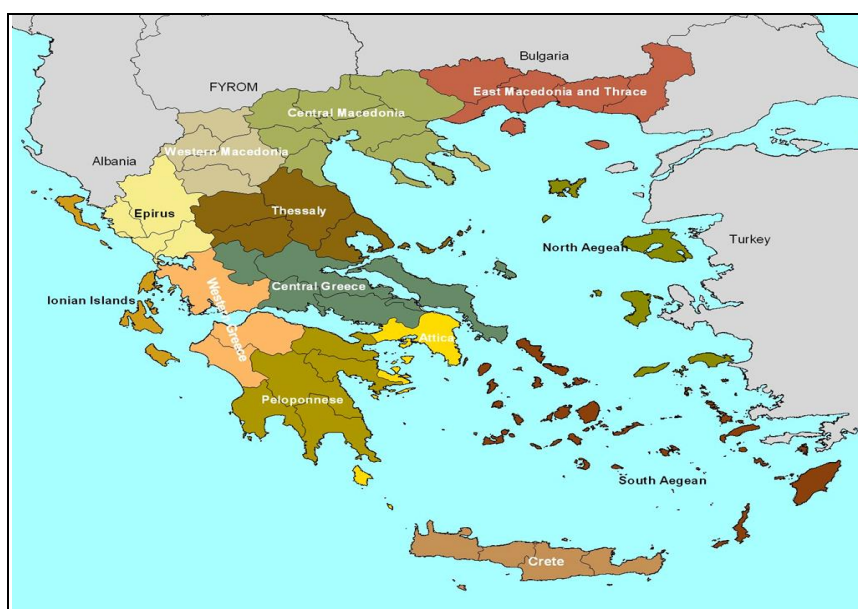 Bulgaria
FYROM
East Macedonia and Thrace
Central Macedonia
Western Macedonia
Albania
Epirus
Thessaly
North Aegean
Turkey
Central Greece
Ionian Islands
Western Greece
Attica
Peloponnese
South Aegean
Crete